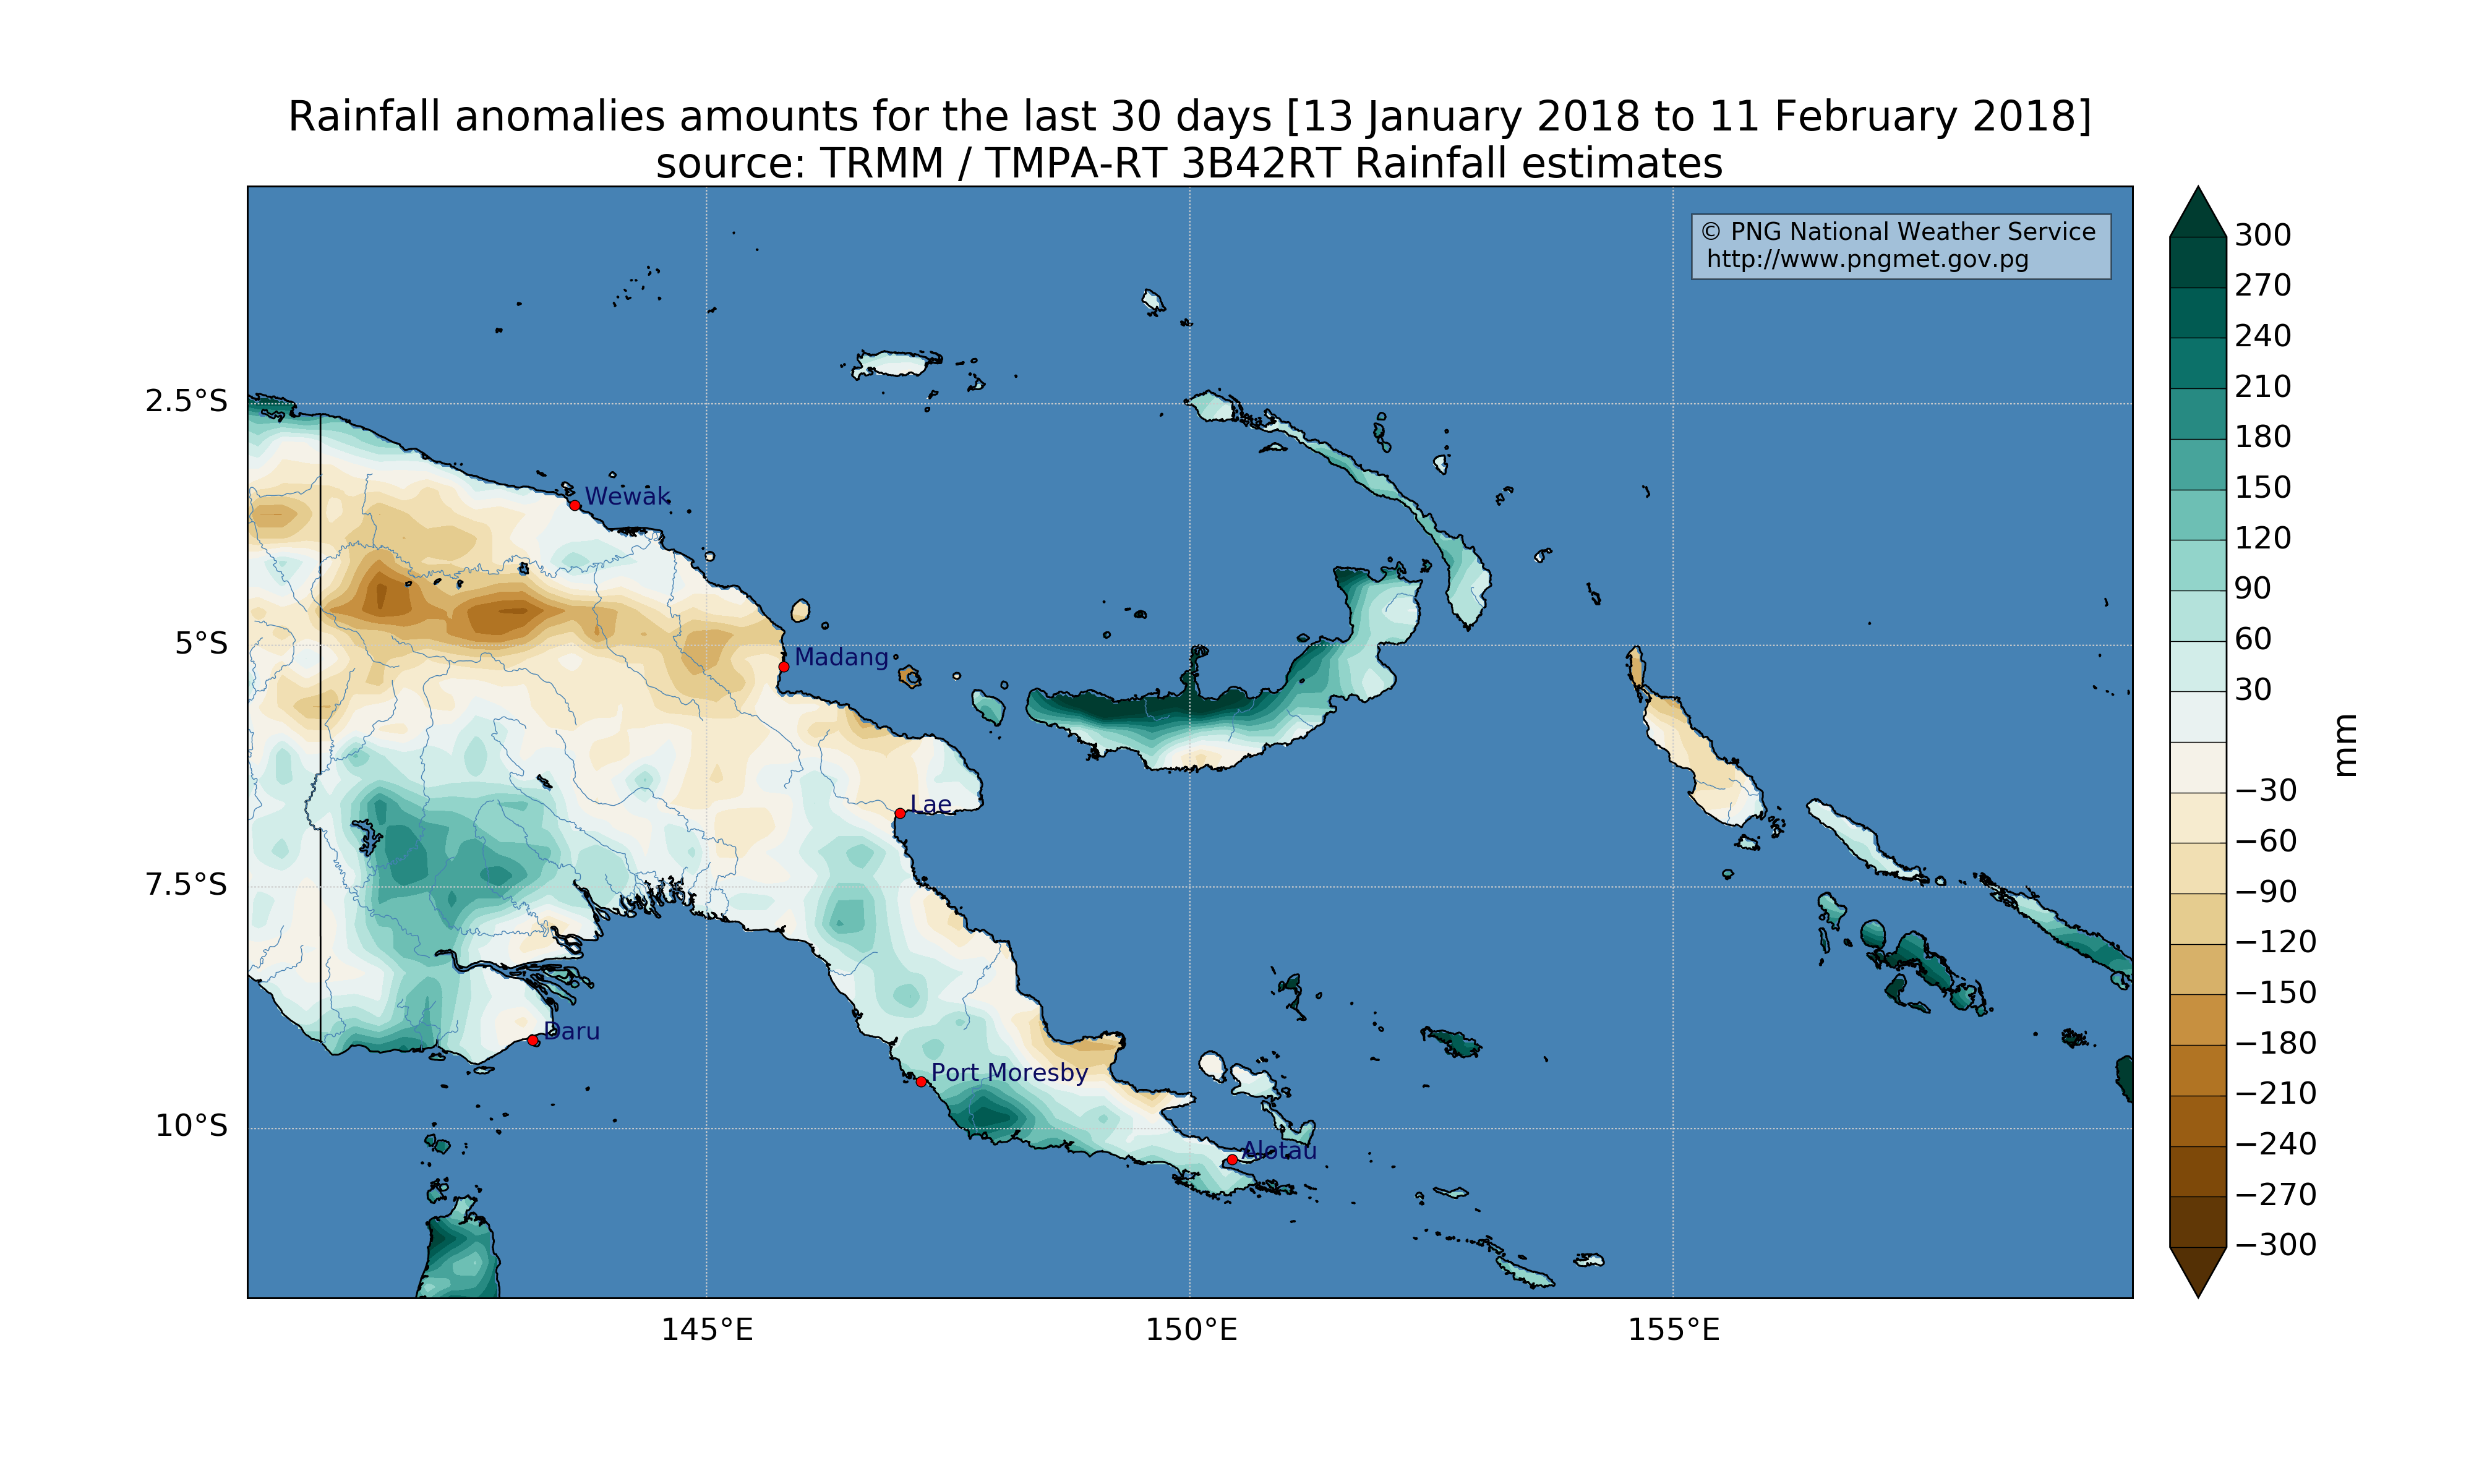 Rainfall anomalies amounts for the last 30 days [13 January 2018 to 11 February 2018]
source: TRMM / TMPA-RT 3B42RT Rainfall estimates
© PNG National Weather Service
http://www.pngmet.gov.pg
2.5°S
5°S
7.5°S
10°S
145°E
150°E
155°E
Wewak
Madang
Lae
Daru
Port Moresby
Alotau
300
270
240
210
180
150
120
90
60
30
−30
−60
−90
−120
−150
−180
−210
−240
−270
−300
mm